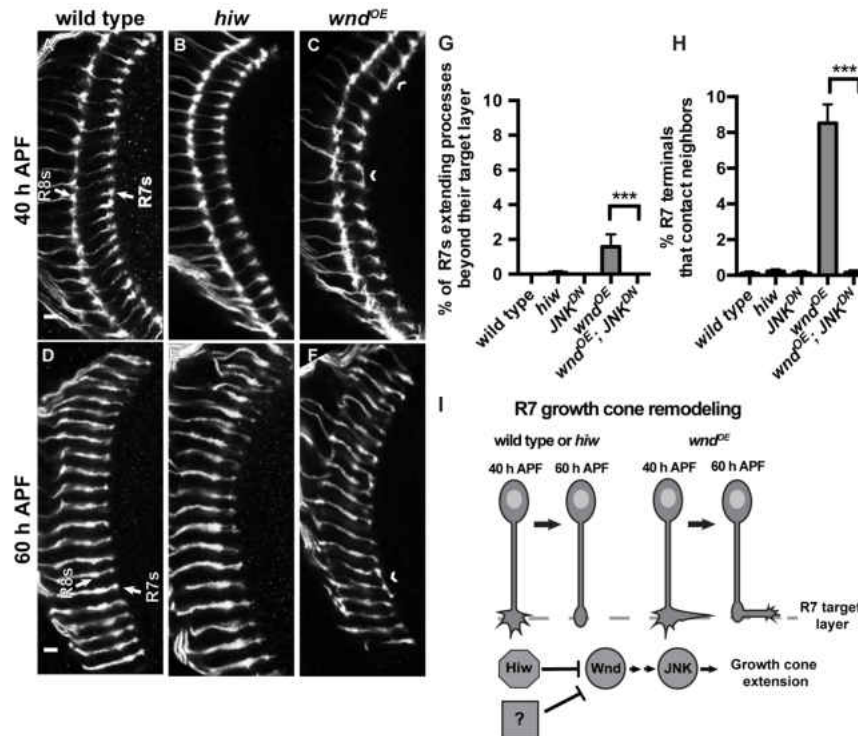 wild type hiw wnd^OE
A B C
40 h APF
R8s R7s
D F
60 h APF
R8s R7s
G
% of R7s extending processes
beyond their target layer
10
8
6
4
2
0
***
wild type
hiw
JNK^DN
wnd^OE
wnd^OE; JNK^DN
H
% R7 terminals
that contact neighbors
10
8
6
4
2
0
***
wild type
hiw
JNK^DN
wnd^OE
wnd^OE; JNK^DN
I R7 growth cone remodeling
wild type or hiw wnd^OE
40 h APF 60 h APF 40 h APF 60 h APF
R7 target
layer
Hiw Wnd JNK Growth cone
extension
?